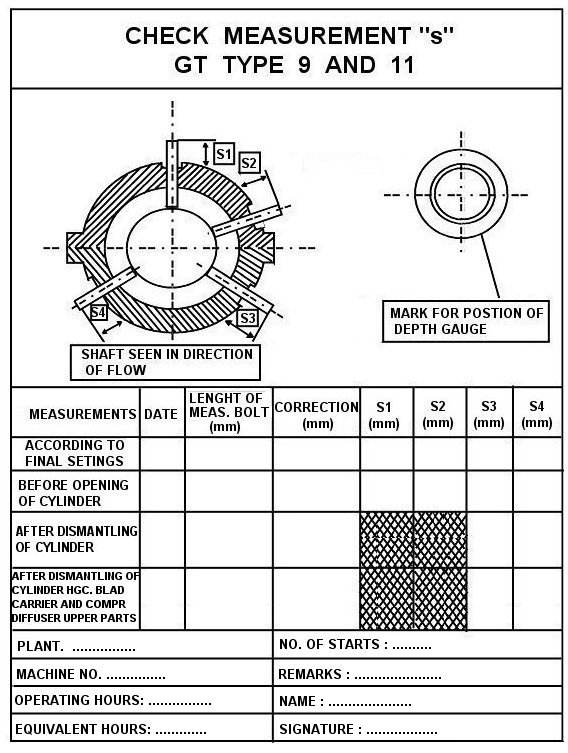 CHECK MEASUREMENT "s"
GT TYPE 9 AND 11
S1
S2
S4
S3
SHAFT SEEN IN DIRECTION
OF FLOW
MARK FOR POSTION OF
DEPTH GAUGE
MEASUREMENTS
DATE
LENGHT OF
MEAS. BOLT
(mm)
CORRECTION
(mm)
S1
(mm)
S2
(mm)
S3
(mm)
S4
(mm)
ACCORDING TO
FINAL SETINGS
BEFORE OPENING
OF CYLINDER
AFTER DISMANTLING
OF CYLINDER
AFTER DISMANTLING OF
CYLINDER HGC. BLAD
CARRIER AND COMPR
DIFFUSER UPPER PARTS
PLANT. ...............
NO. OF STARTS : .........
MACHINE NO. ..............
REMARKS : ....................
OPERATING HOURS: ...............
NAME : ...................
EQUIVALENT HOURS: ............
SIGNATURE : .................